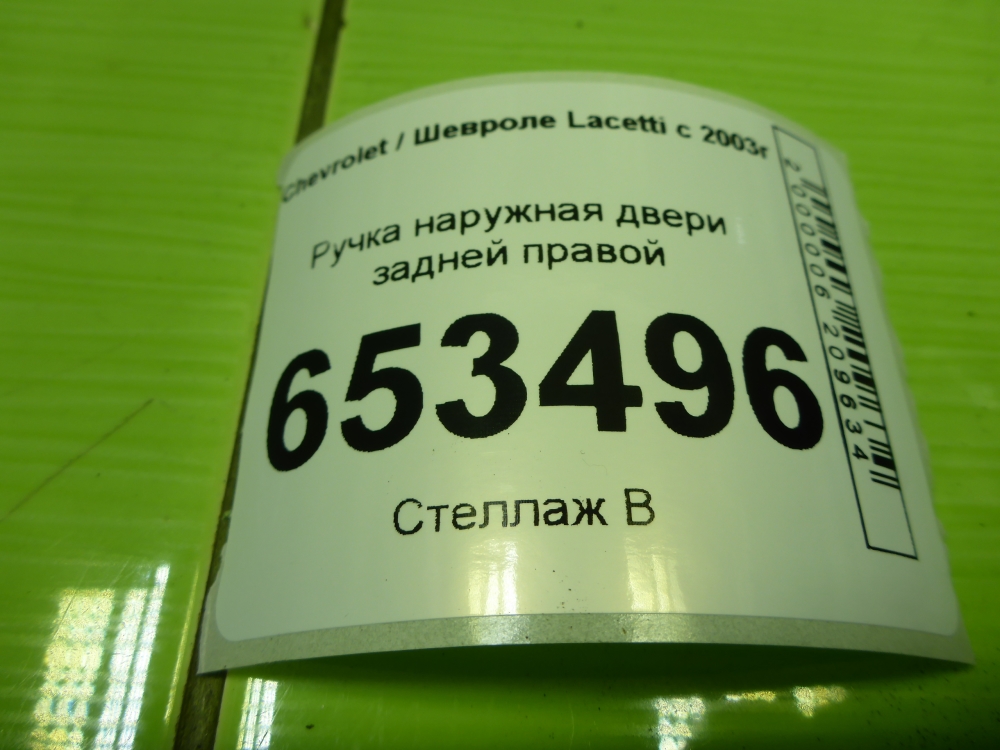 Chevrolet / Шевроле Lacetti с 2003г
Ручка наружная двери
задней правой
653496
Стеллаж В
2000006209634